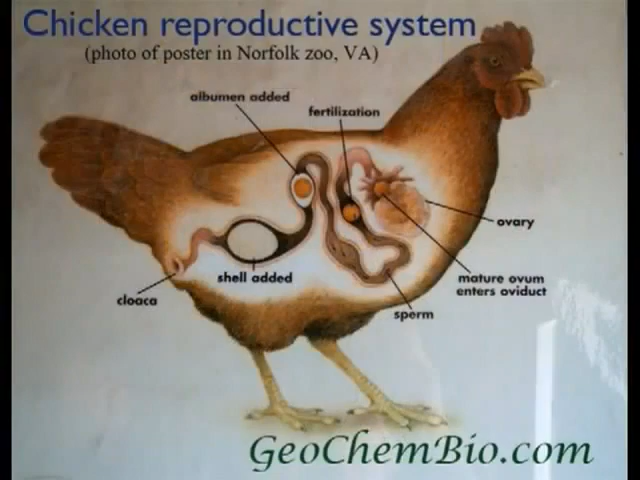 Chicken reproductive system
(photo of poster in Norfolk zoo, VA)
albumen added
fertilization
ovary
mature ovum
enters oviduct
shell added
cloaca
sperm
GeoChemBio.com